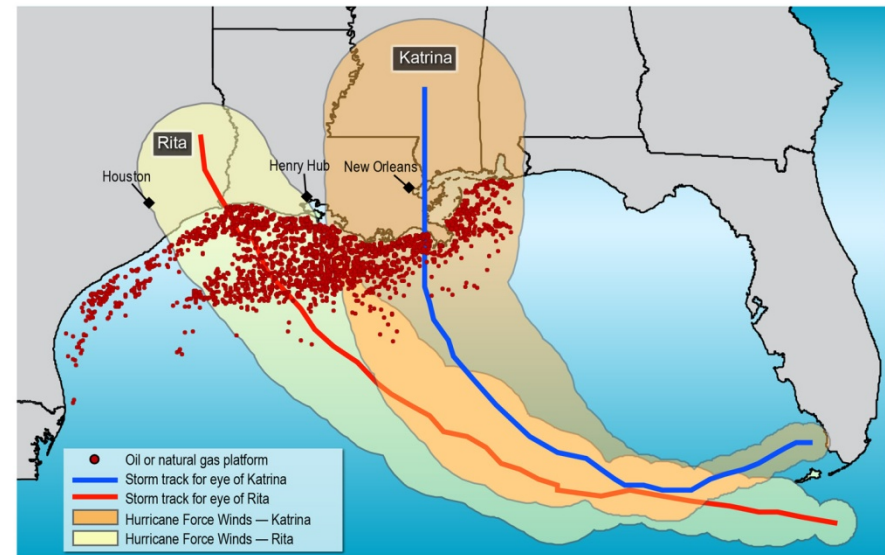 Katrina
Rita
Houston
Henry Hub
New Orleans
Oil or natural gas platform
Storm track for eye of Katrina
Storm track for eye of Rita
Hurricane Force Winds — Katrina
Hurricane Force Winds — Rita